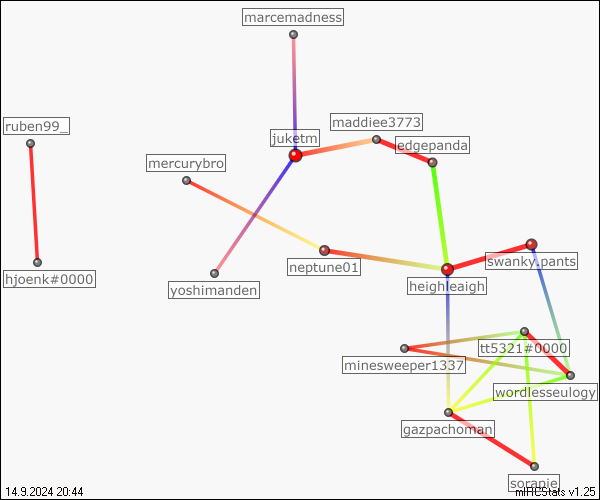 marcemadness
maddiee3773
ruben99_
juketm
edgepanda
mercurybro
swanky.pants
neptune01
hjoenk#0000
heighleaigh
yoshimanden
tt5321#0000
minesweeper1337
wordlesseulogy
gazpachoman
sorapie
14.9.2024 20:44
mIRCStats v1.25